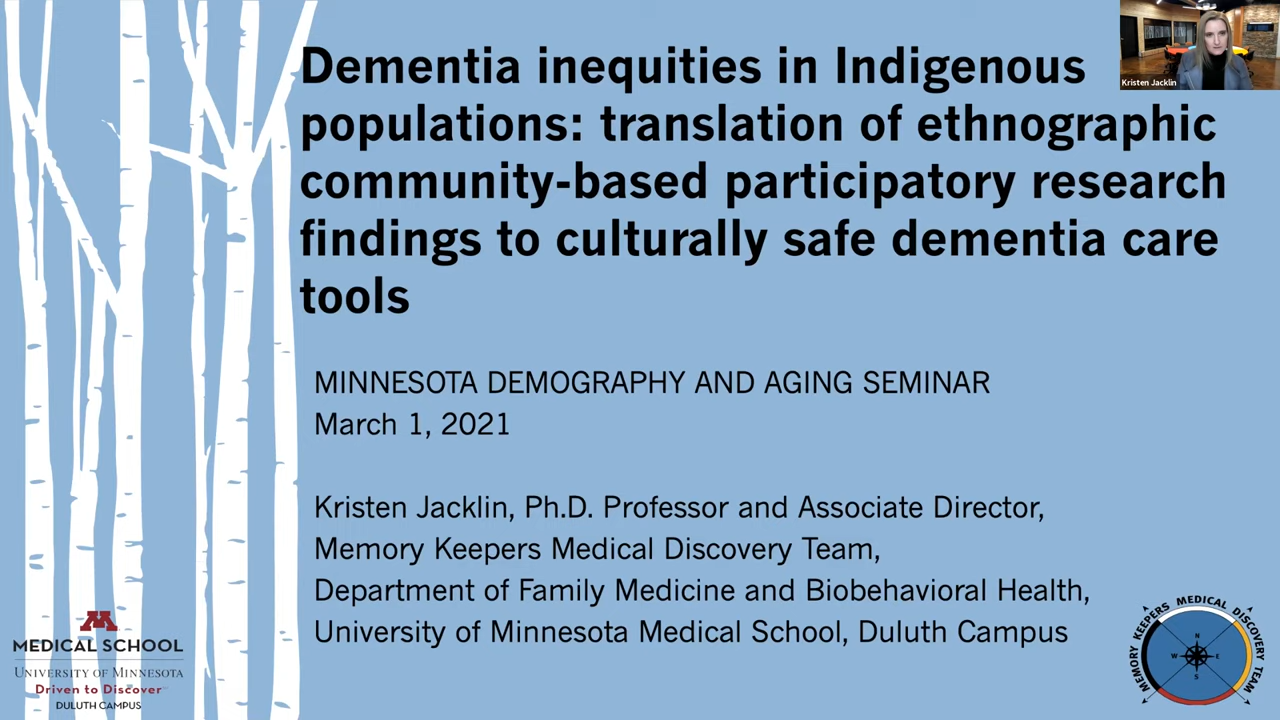 Dementia inequities in Indigenous
populations: translation of ethnographic
community-based participatory research
findings to culturally safe dementia care
tools
Kristen Jacklin
MINNESOTA DEMOGRAPHY AND AGING SEMINAR
March 1, 2021
Kristen Jacklin, Ph.D. Professor and Associate Director,
Memory Keepers Medical Discovery Team,
Department of Family Medicine and Biobehavioral Health,
University of Minnesota Medical School, Duluth Campus
M
MEDICAL SCHOOL
UNIVERSITY OF MINNESOTA
Driven to Discover
DULUTH CAMPUS
MEMORY KEEPERS MEDICAL DISCOVERY TEAM
N
W E
S